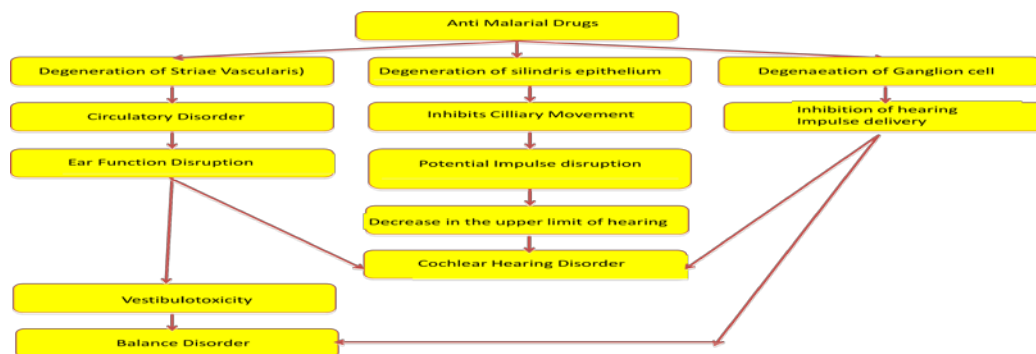 Anti Malarial Drugs
Degeneration of Striae Vascularis)
Degeneration of silindris epithelium
Degenaeation of Ganglion cell
Circulatory Disorder
Inhibits Cilliary Movement
Inhibition of hearing
Impulse delivery
Ear Function Disruption
Potential Impulse disruption
Decrease in the upper limit of hearing
Cochlear Hearing Disorder
Vestibulotoxicity
Balance Disorder